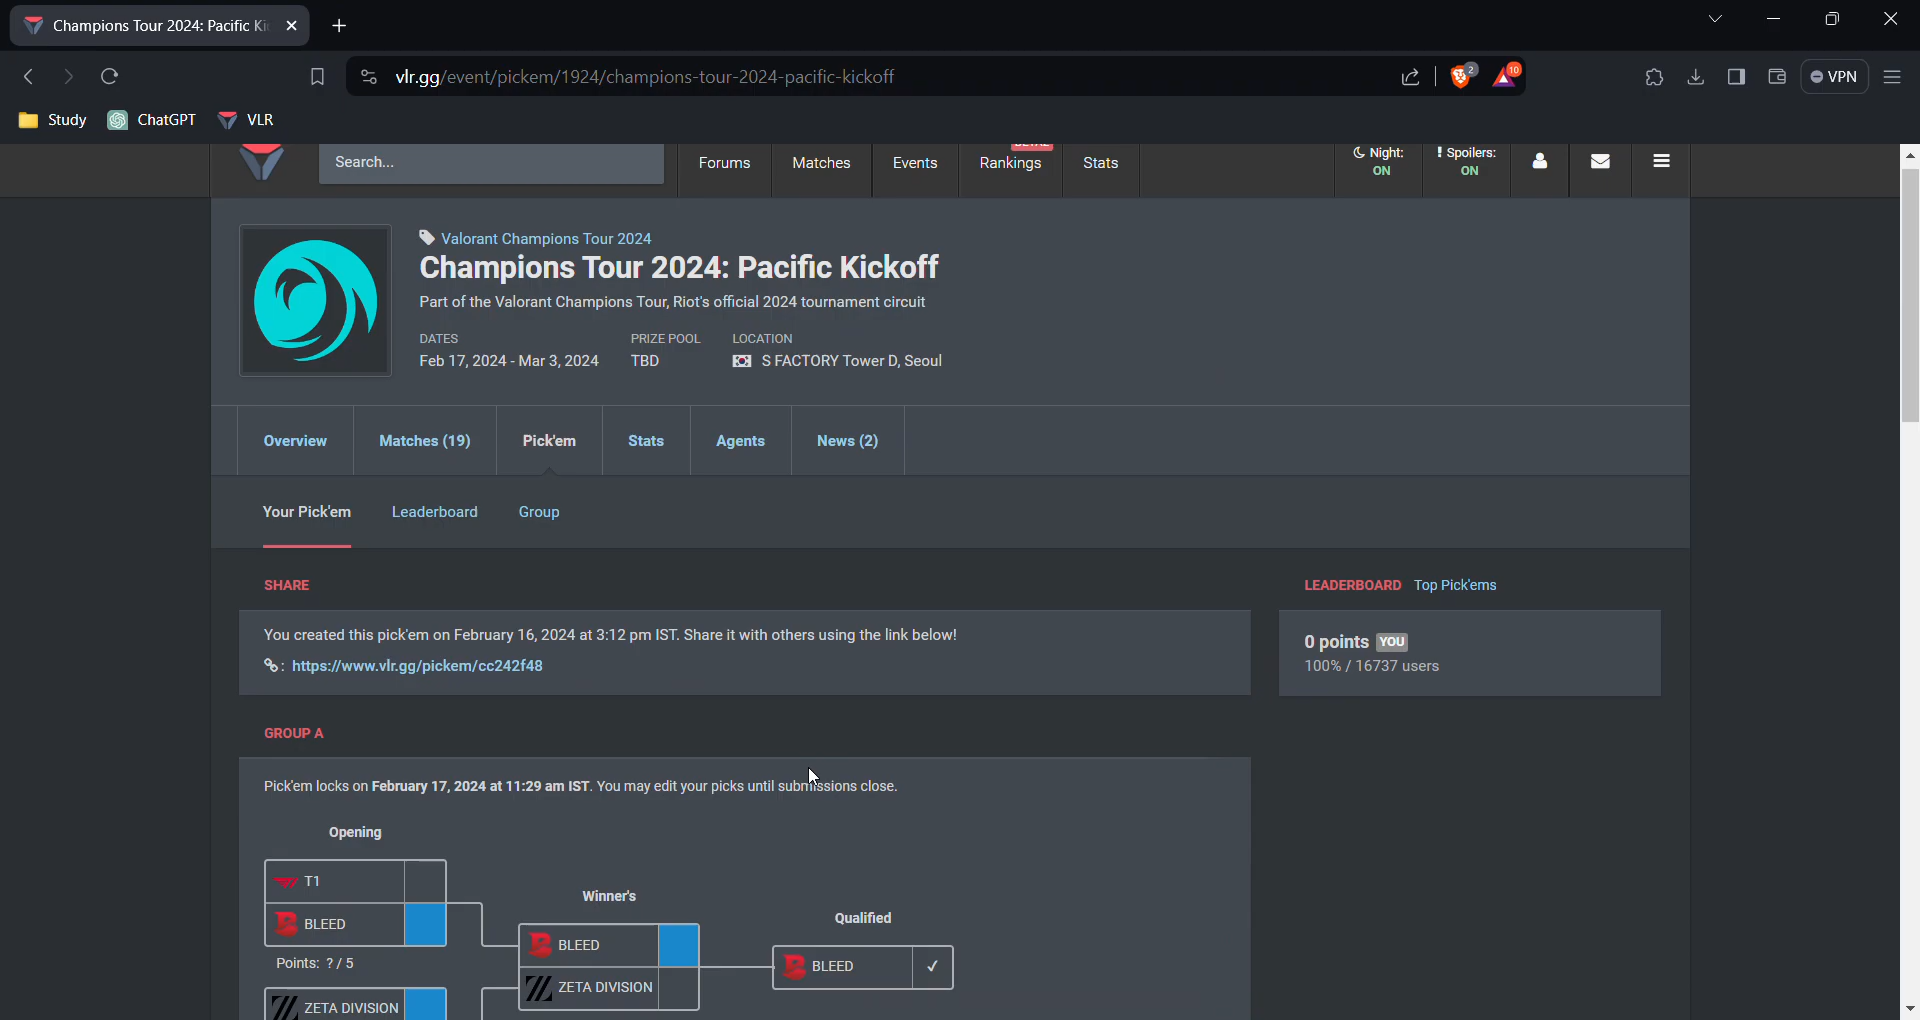 Champions Tour 2024: Pacific Ki
vlr.gg/event/pickem/1924/champions-tour-2024-pacific-kickoff
2
10
VPN
Study
ChatGPT
VLR
Search...
Forums
Matches
Events
Rankings
Stats
Night:
ON
! Spoilers:
ON
Valorant Champions Tour 2024
Champions Tour 2024: Pacific Kickoff
Part of the Valorant Champions Tour, Riot's official 2024 tournament circuit
DATES
PRIZE POOL
LOCATION
Feb 17, 2024 - Mar 3, 2024
TBD
S FACTORY Tower D, Seoul
Overview
Matches (19)
Pick'em
Stats
Agents
News (2)
Your Pick'em
Leaderboard
Group
SHARE
You created this pick'em on February 16, 2024 at 3:12 pm IST. Share it with others using the link below!
: https://www.vlr.gg/pickem/cc242f48
LEADERBOARD Top Pick'ems
0 points YOU
100% / 16737 users
GROUP A
Pick'em locks on February 17, 2024 at 11:29 am IST. You may edit your picks until submissions close.
Opening
T1
BLEED
Points: ? / 5
ZETA DIVISION
Winner's
BLEED
ZETA DIVISION
Qualified
BLEED